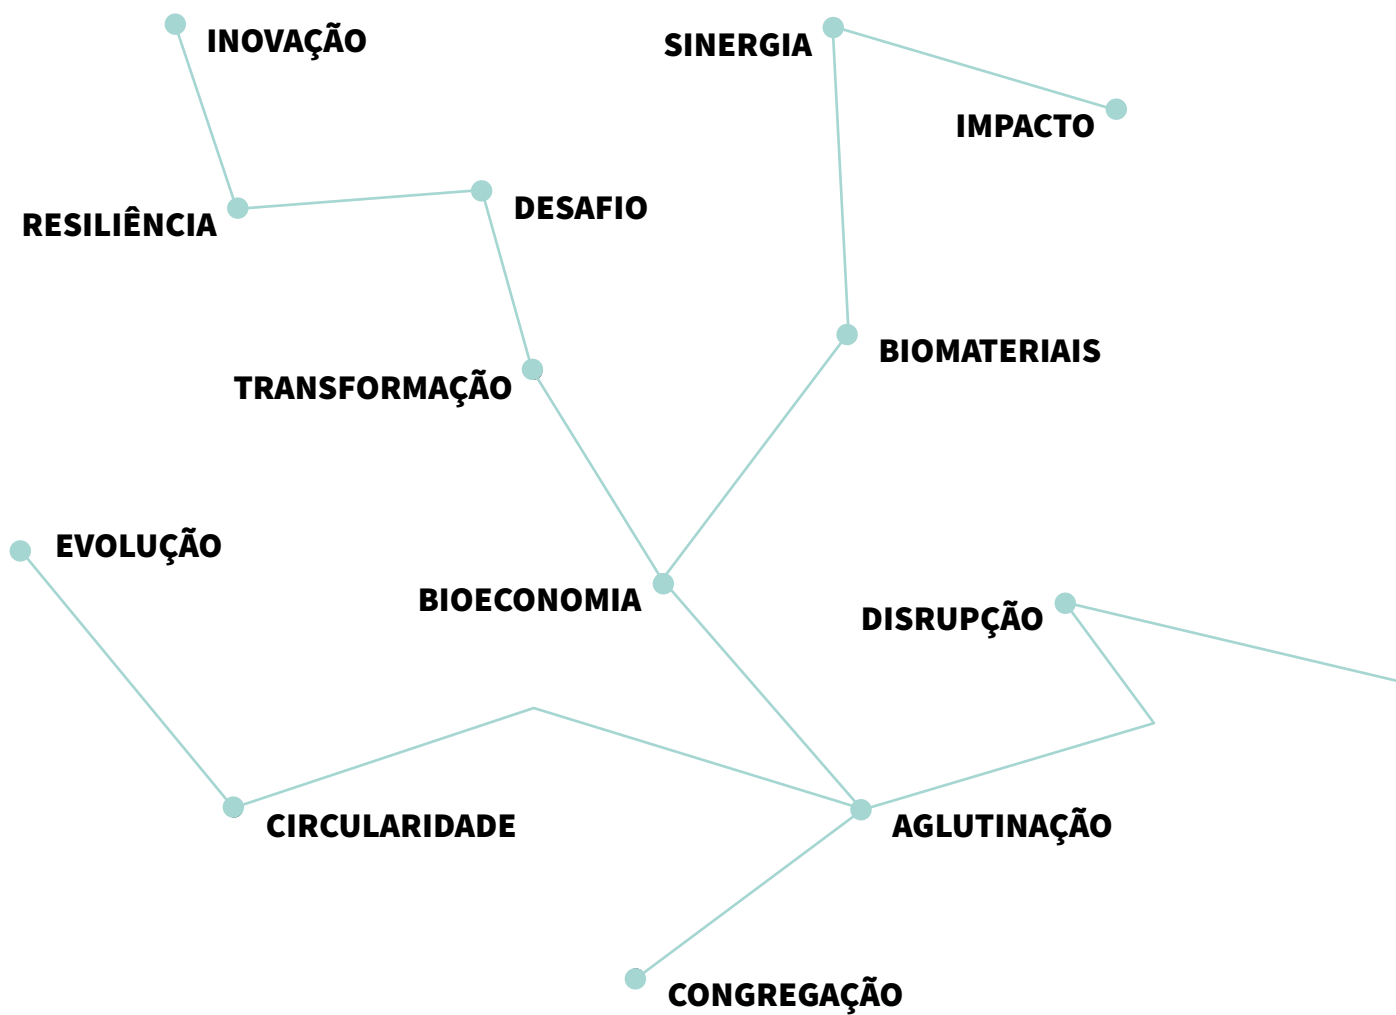 INOVAÇÃO
SINERGIA
IMPACTO
RESILIÊNCIA
DESAFIO
BIOMATERIAIS
TRANSFORMAÇÃO
EVOLUÇÃO
BIOECONOMIA
DISRUPÇÃO
CIRCULARIDADE
AGLUTINAÇÃO
CONGREGAÇÃO